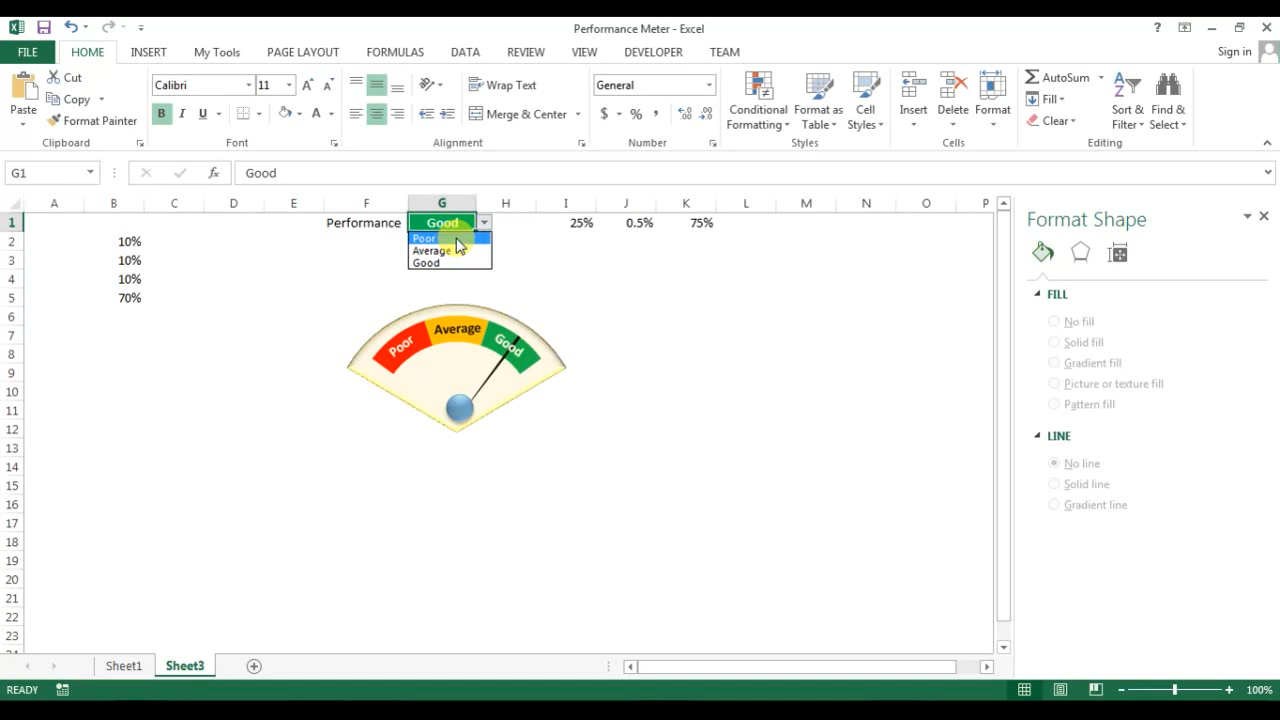 Performance Meter - Excel
? 
Sign in
FILE HOME INSERT My Tools PAGE LAYOUT FORMULAS DATA REVIEW VIEW DEVELOPER TEAM
Paste
Cut
Copy
Format Painter
Clipboard
Calibri 11
B I U
Font
Wrap Text
Merge & Center
Alignment
General
$ % ,
Number
Conditional
Formatting
Format as
Table
Cell
Styles
Styles
Insert
Delete
Format
Cells
AutoSum
Fill
Clear
Sort &
Filter
Find &
Select
Editing
G1
fx
Good
A B C D E F G H I J K L M N O P
1 Performance Good 25% 0.5% 75%
Poor
Average
Good
2 10%
3 10%
4 10%
5 70%
6
7
8
9
10
11
12
13
14
15
16
17
18
19
20
21
22
23
24
Poor Average Good
Format Shape
FILL
No fill
Solid fill
Gradient fill
Picture or texture fill
Pattern fill
LINE
No line
Solid line
Gradient line
Sheet1 Sheet3
READY
100%